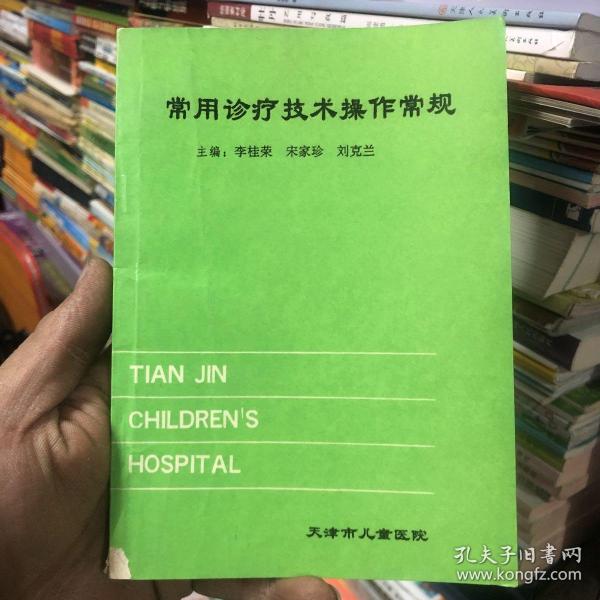 常用诊疗技术操作常规
主编：李桂荣 宋家珍 刘克兰
TIAN JIN
CHILDREN'S
HOSPITAL
天津市儿童医院
孔夫子旧书网
www.kongfz.com